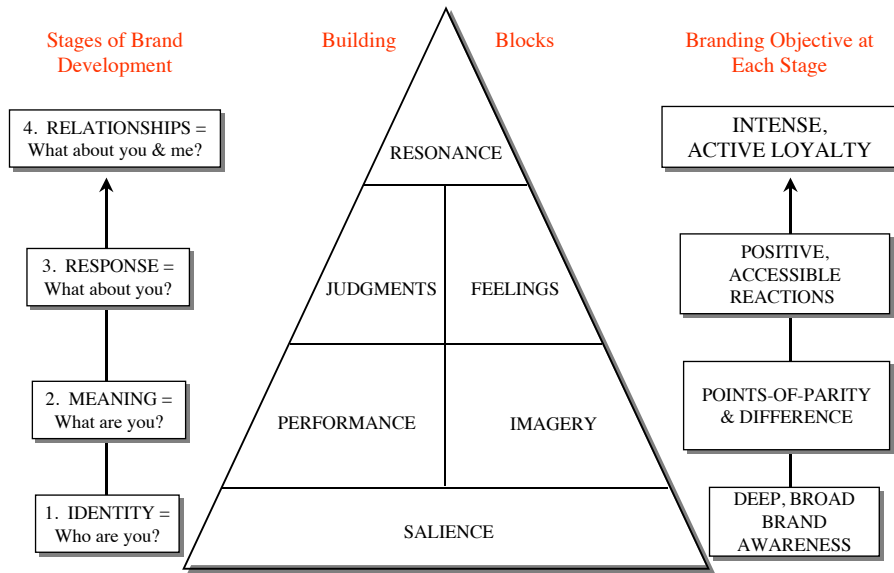 Stages of Brand
Development
Building
Blocks
Branding Objective at
Each Stage
4. RELATIONSHIPS =
What about you & me?
RESONANCE
INTENSE,
ACTIVE LOYALTY
3. RESPONSE =
What about you?
JUDGMENTS
FEELINGS
POSITIVE,
ACCESSIBLE
REACTIONS
2. MEANING =
What are you?
PERFORMANCE
IMAGERY
POINTS-OF-PARITY
& DIFFERENCE
1. IDENTITY =
Who are you?
SALIENCE
DEEP, BROAD
BRAND
AWARENESS